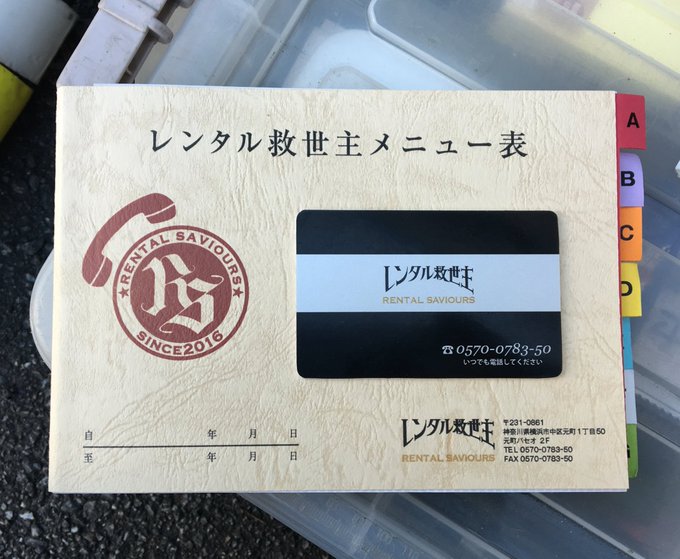 レンタル救世主メニュー表
A
B
C
D
RENTAL SAVIOURS
RS
SINCE2016
レンタル救世主
RENTAL SAVIOURS
☎0570-0783-50
いつでも電話してください
自 年 月 日
至 年 月 日
レンタル救世主
RENTAL SAVIOURS
〒231-0861
神奈川県横浜市中区元町1丁目50
元町パセオ 2F
TEL 0570-0783-50
FAX 0570-0783-50